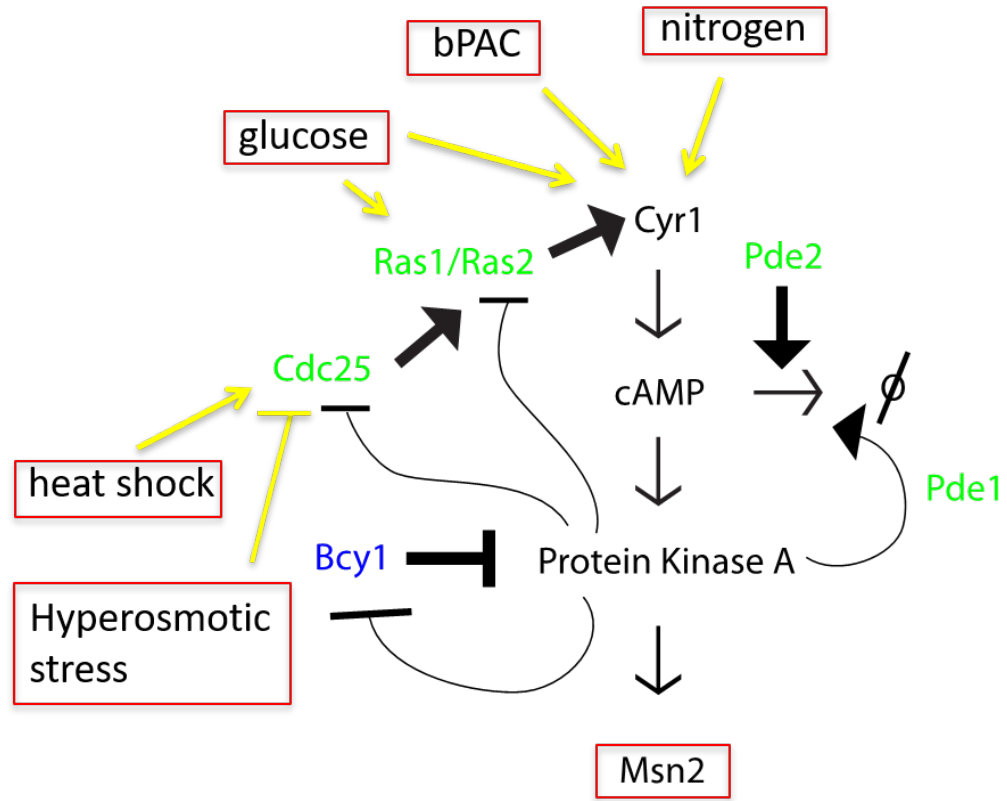 nitrogen
bPAC
glucose
Cyr1
Ras1/Ras2
Pde2
Cdc25
cAMP
heat shock
Pde1
Bcy1
Protein Kinase A
Hyperosmotic
stress
Msn2